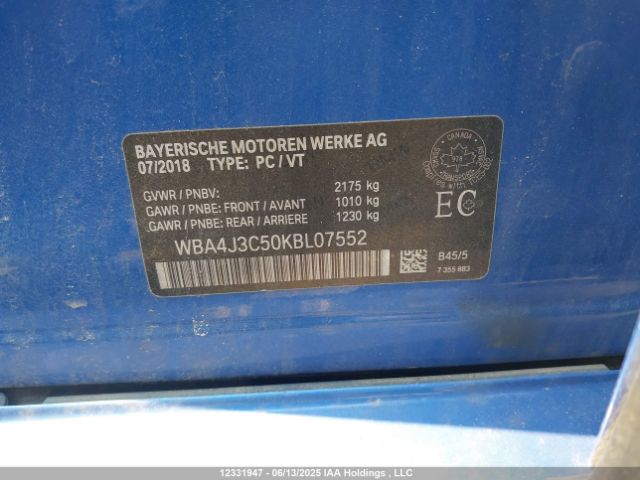 BAYERISCHE MOTOREN WERKE AG
07/2018 TYPE: PC / VT
GVWR / PNBV: 2175 kg
GAWR / PNBE: FRONT / AVANT 1010 kg
GAWR / PNBE: REAR / ARRIERE 1230 kg
WBA4J3C50KBL07552
CANADA
978
EC
B45/5
7 355 883
12331947 - 06/13/2025 IAA Holdings , LLC